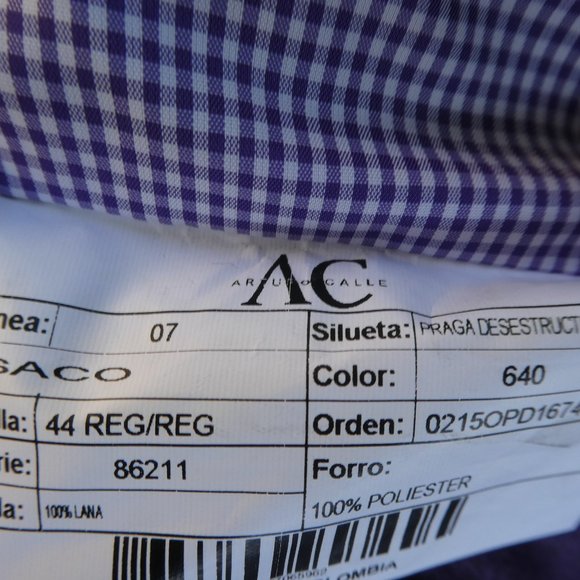 AC
ARTURO CALLE
nea: 07 Silueta: PRAGA DESESTRUCT
SACO Color: 640
lla: 44 REG/REG Orden: 0215OPD1674
rie: 86211 Forro:
la: 100% LANA 100% POLIESTER
LOMBIA